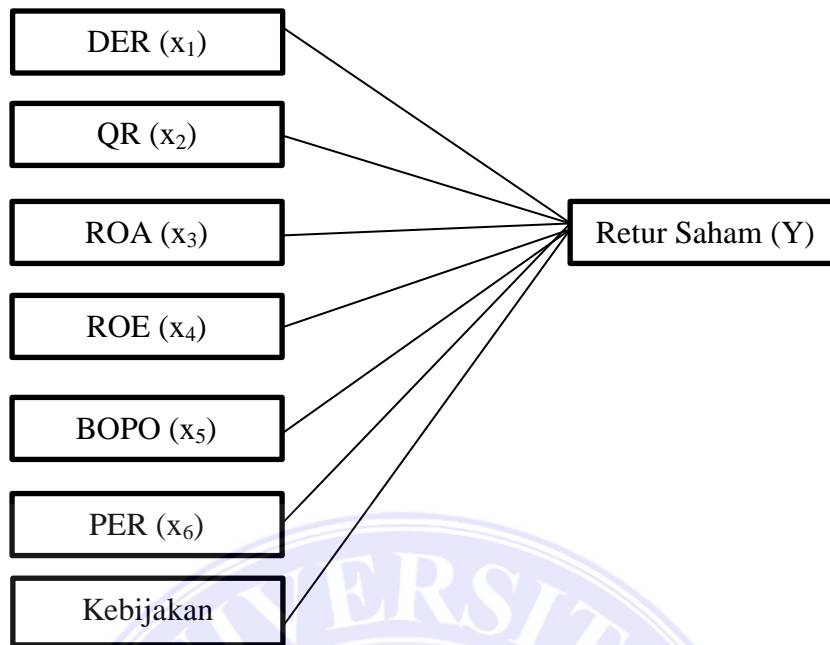 DER (x₁)
QR (x₂)
ROA (x₃)
Retur Saham (Y)
ROE (x₄)
BOPO (x₅)
PER (x₆)
Kebijakan